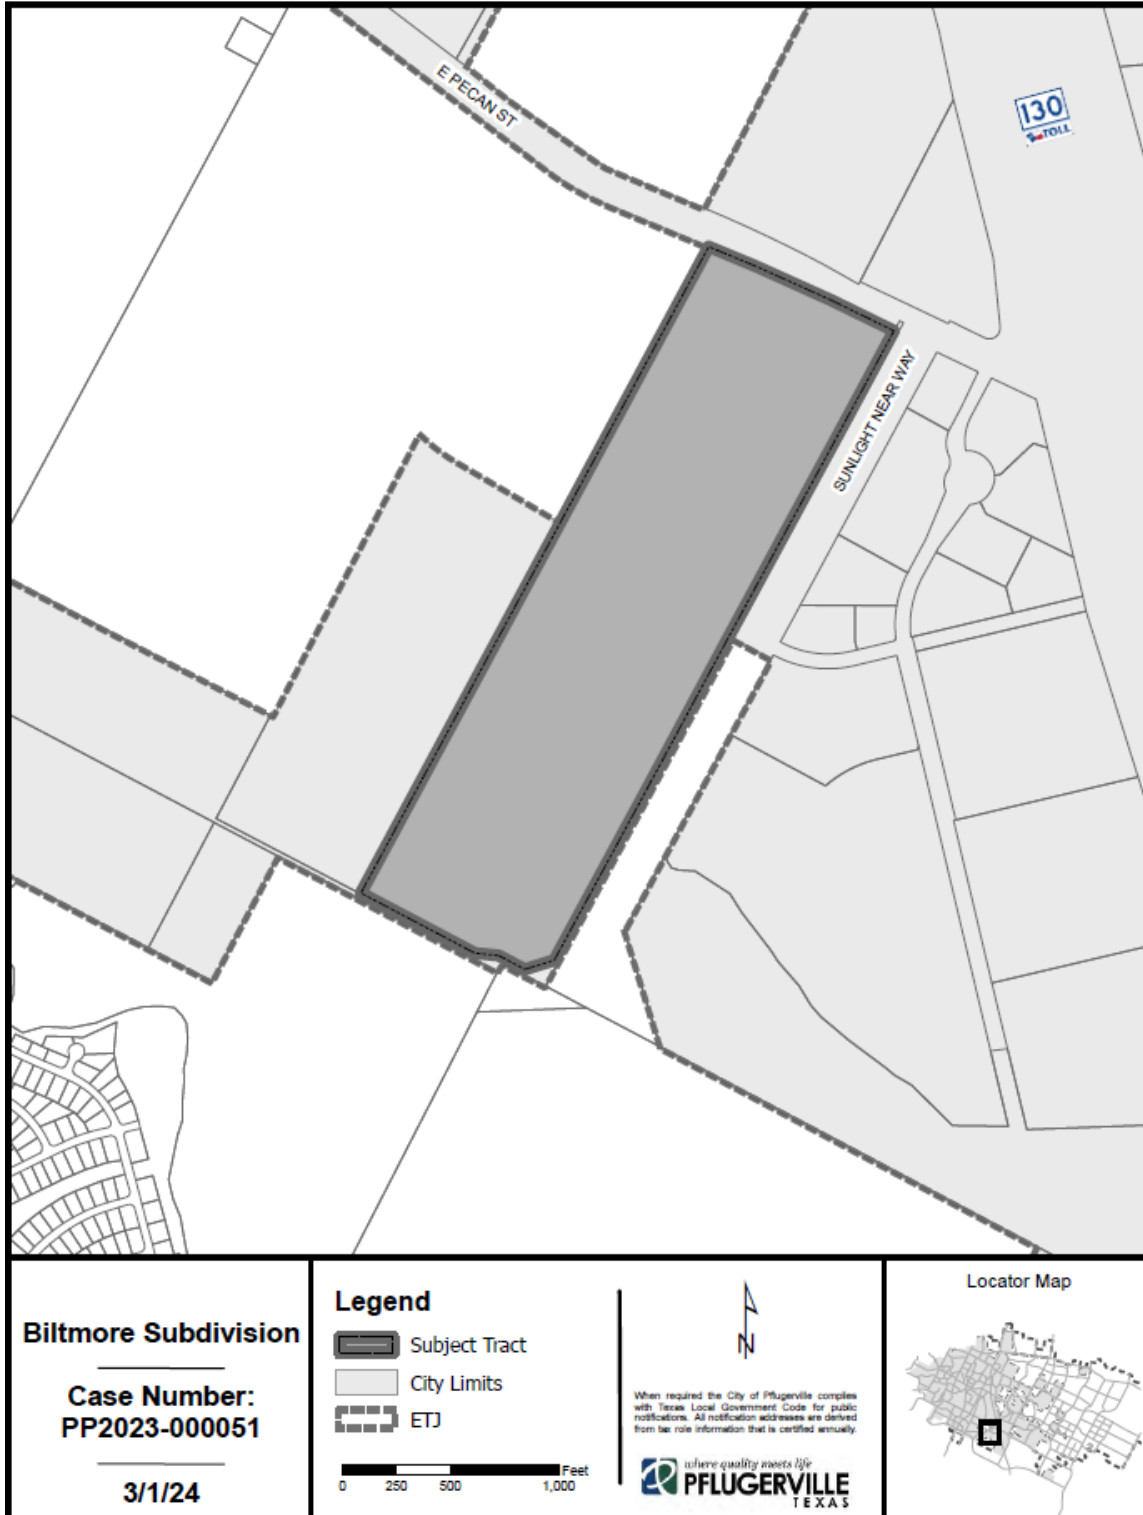 E PECAN ST
130
TOLL
SUNLIGHT NEAR WAY
Biltmore Subdivision
Case Number:
PP2023-000051
3/1/24
Legend
Subject Tract
City Limits
ETJ
Feet
0 250 500 1,000
N
When required the City of Pflugerville complies
with Texas Local Government Code for public
notifications. All notification addresses are derived
from tax role information that is certified annually.
where quality meets life
PFLUGERVILLE
TEXAS
Locator Map